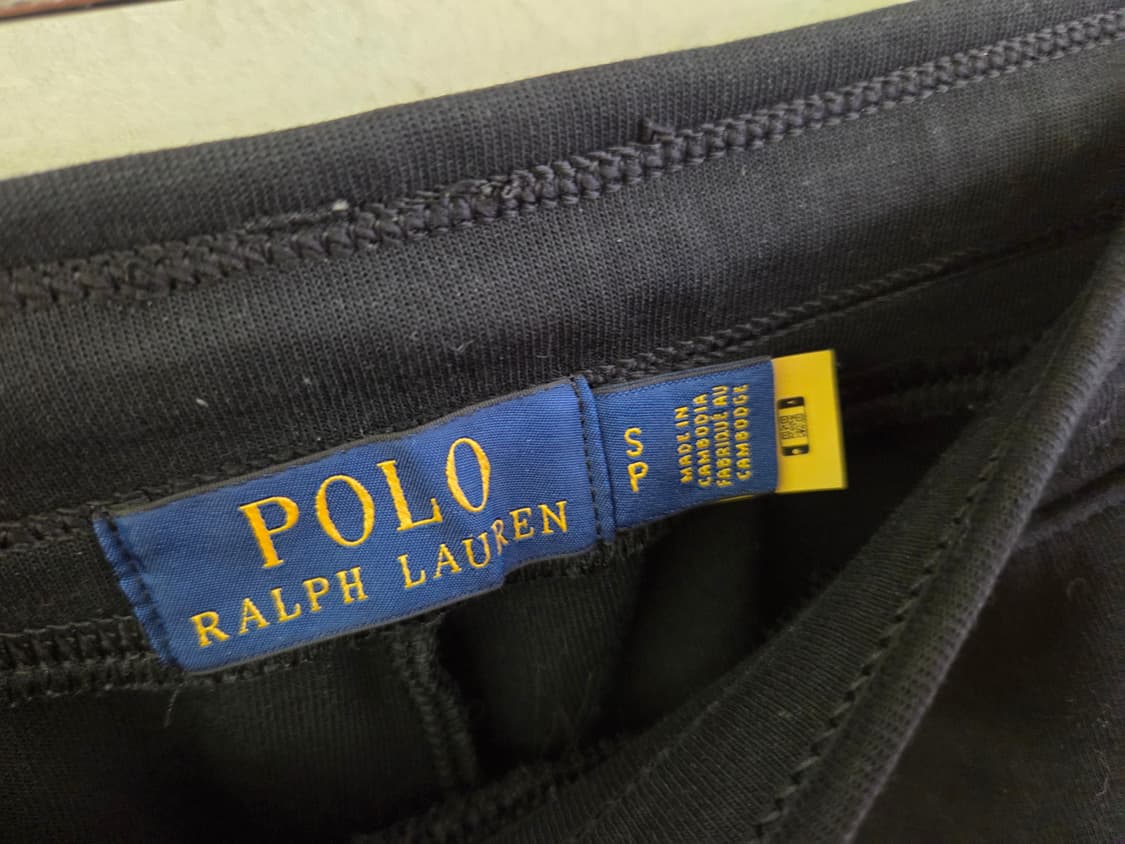 POLO
RALPH LAUREN
S
P
MADE IN
CAMBODIA
FABRIQUÉ AU
CAMBODGE